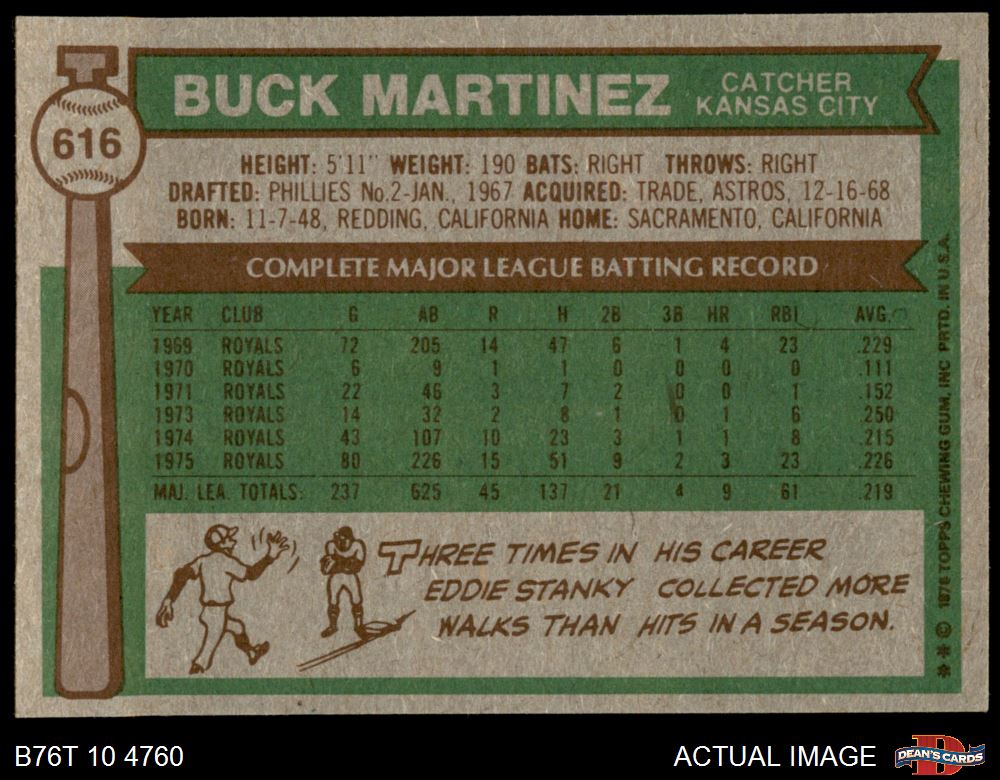 BUCK MARTINEZ
CATCHER
KANSAS CITY
616
HEIGHT: 5'11" WEIGHT: 190 BATS: RIGHT THROWS: RIGHT
DRAFTED: PHILLIES No.2-JAN., 1967 ACQUIRED: TRADE, ASTROS, 12-16-68
BORN: 11-7-48, REDDING, CALIFORNIA HOME: SACRAMENTO, CALIFORNIA
COMPLETE MAJOR LEAGUE BATTING RECORD
YEAR CLUB G AB R H 2B 3B HR RBI AVG.
1969 ROYALS 72 205 14 47 6 1 4 23 .229
1970 ROYALS 6 9 1 1 0 0 0 0 .111
1971 ROYALS 22 46 3 7 2 0 0 1 .152
1973 ROYALS 14 32 2 8 1 0 1 6 .250
1974 ROYALS 43 107 10 23 3 1 1 8 .215
1975 ROYALS 80 226 15 51 9 2 3 23 .226
MAJ. LEA. TOTALS: 237 625 45 137 21 4 9 61 .219
THREE TIMES IN HIS CAREER
EDDIE STANKY COLLECTED MORE
WALKS THAN HITS IN A SEASON.
** © 1976 TOPPS CHEWING GUM, INC PRTD. IN U.S.A.
B76T 10 4760
ACTUAL IMAGE
D
DEAN'S CARDS